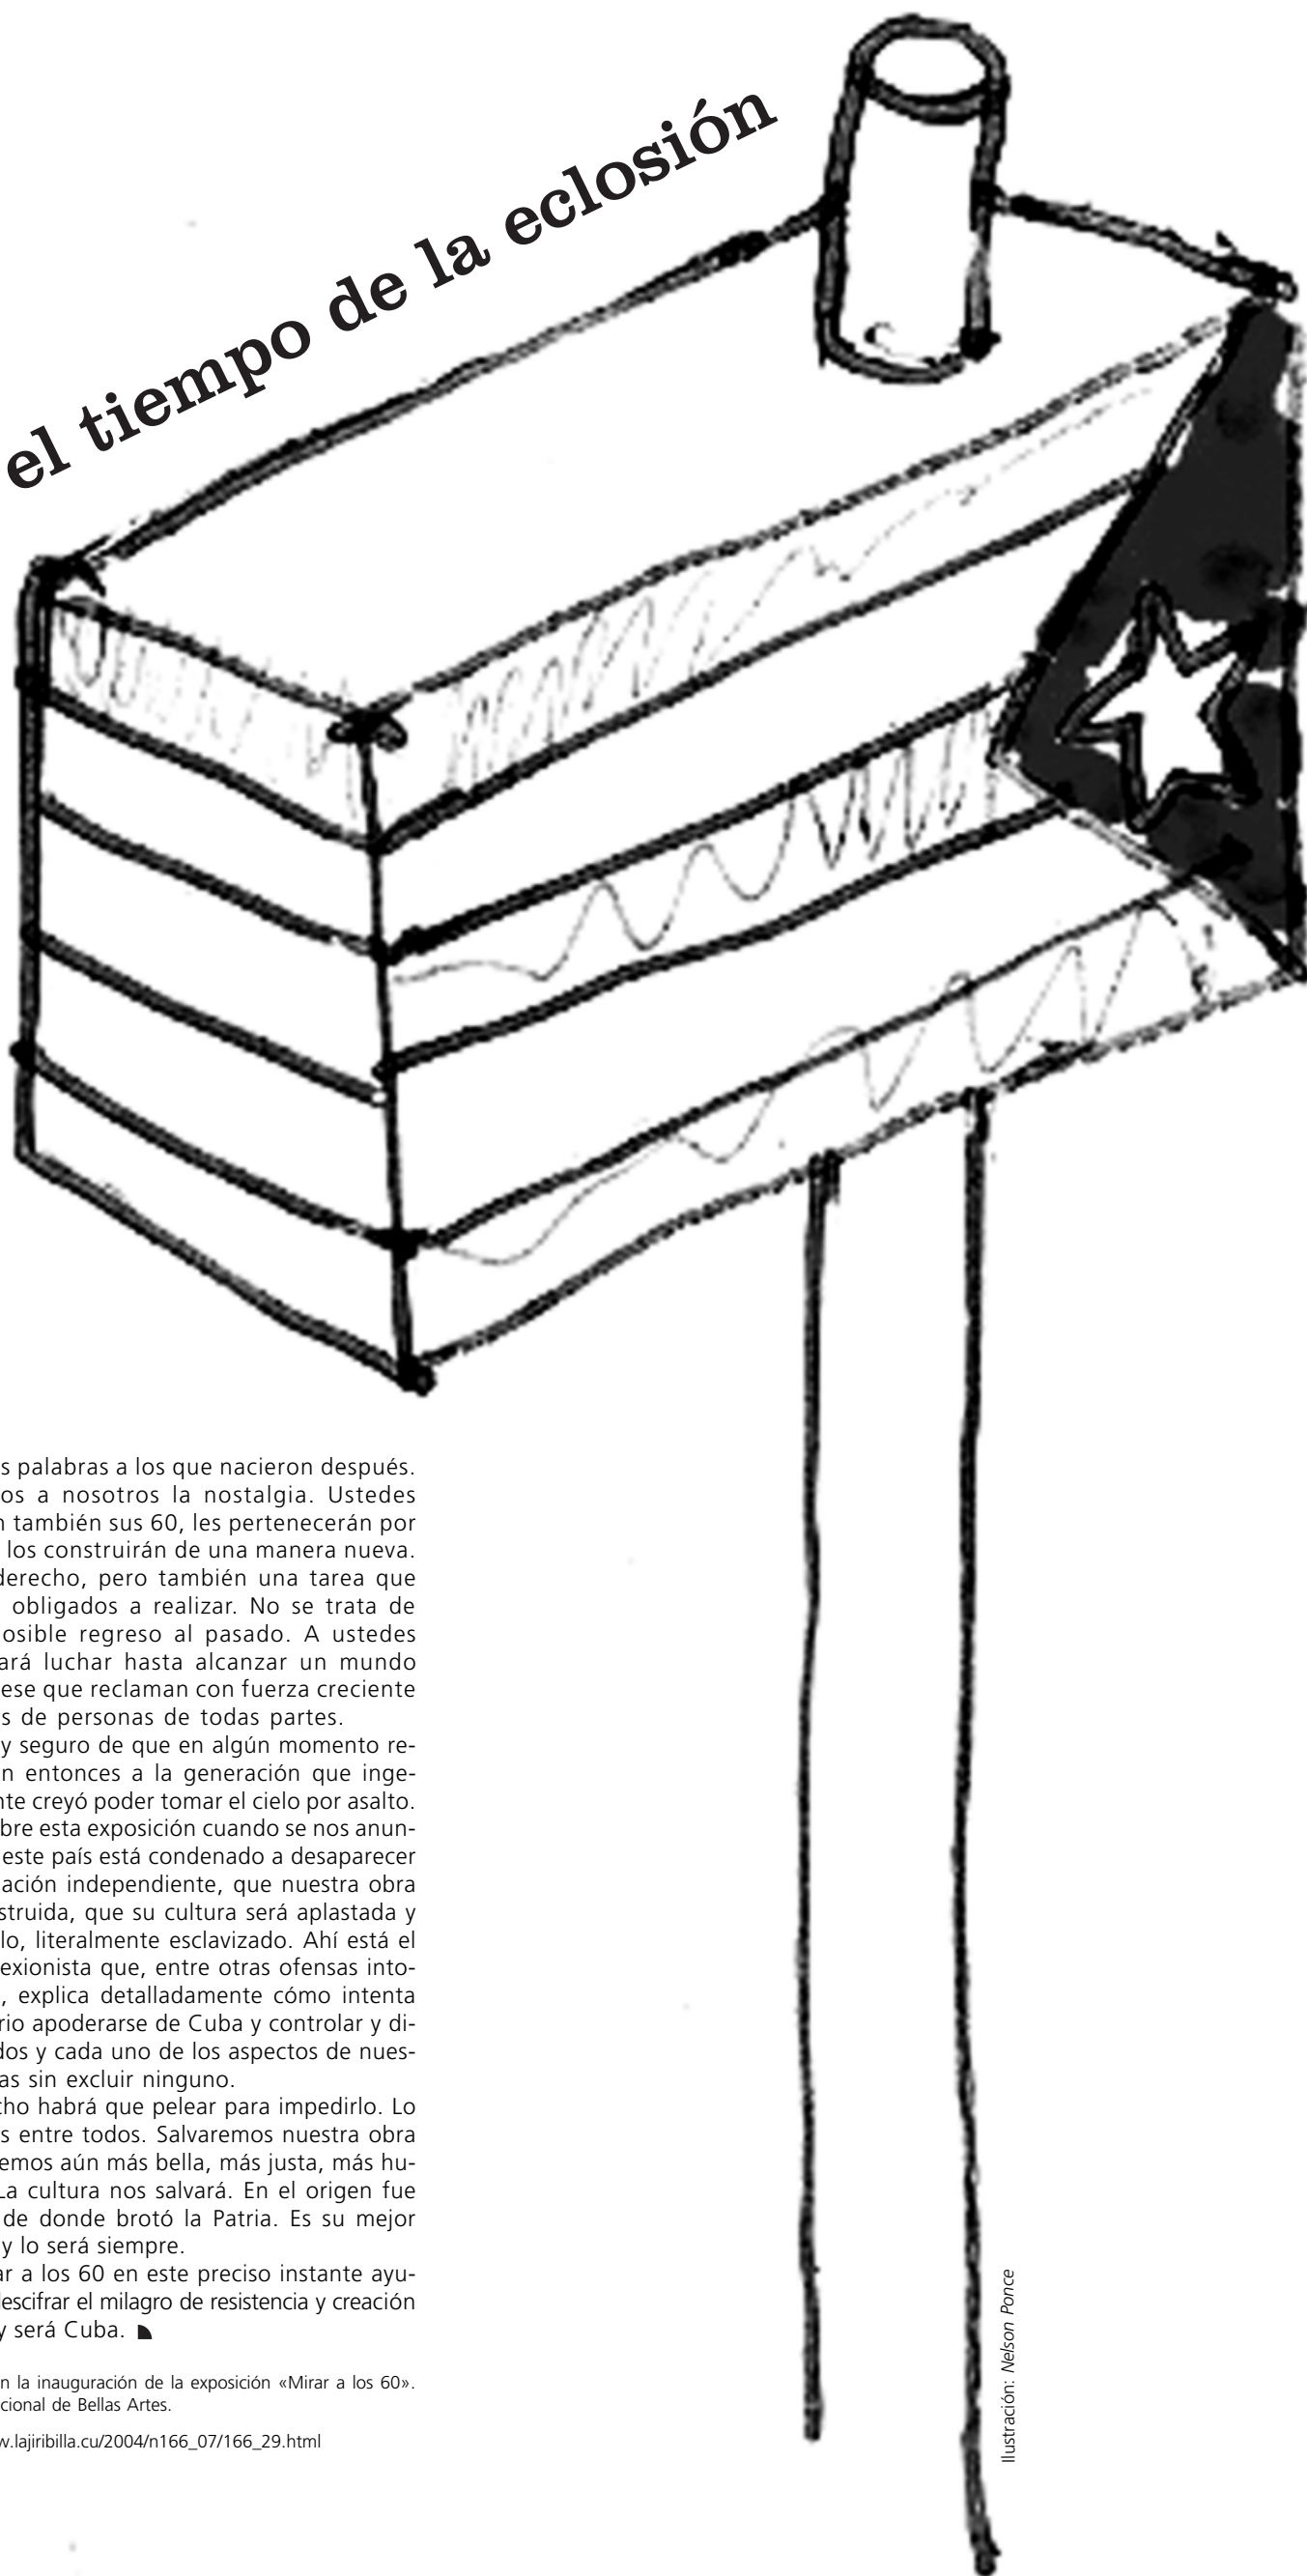 el tiempo de la eclosión
s palabras a los que nacieron después.
os a nosotros la nostalgia. Ustedes
n también sus 60, les pertenecerán por
los construirán de una manera nueva.
derecho, pero también una tarea que
obligados a realizar. No se trata de
osible regreso al pasado. A ustedes
ará luchar hasta alcanzar un mundo
ese que reclaman con fuerza creciente
s de personas de todas partes.
y seguro de que en algún momento re-
n entonces a la generación que inge-
nte creyó poder tomar el cielo por asalto.
bre esta exposición cuando se nos anun-
este país está condenado a desaparecer
ación independiente, que nuestra obra
struida, que su cultura será aplastada y
lo, literalmente esclavizado. Ahí está el
exionista que, entre otras ofensas into-
, explica detalladamente cómo intenta
rio apoderarse de Cuba y controlar y di-
dos y cada uno de los aspectos de nues-
as sin excluir ninguno.
cho habrá que pelear para impedirlo. Lo
s entre todos. Salvaremos nuestra obra
emos aún más bella, más justa, más hu-
La cultura nos salvará. En el origen fue
de donde brotó la Patria. Es su mejor
y lo será siempre.
ar a los 60 en este preciso instante ayu-
descifrar el milagro de resistencia y creación
y será Cuba.
n la inauguración de la exposición «Mirar a los 60».
cional de Bellas Artes.
w.lajiribilla.cu/2004/n166_07/166_29.html
Ilustración: Nelson Ponce